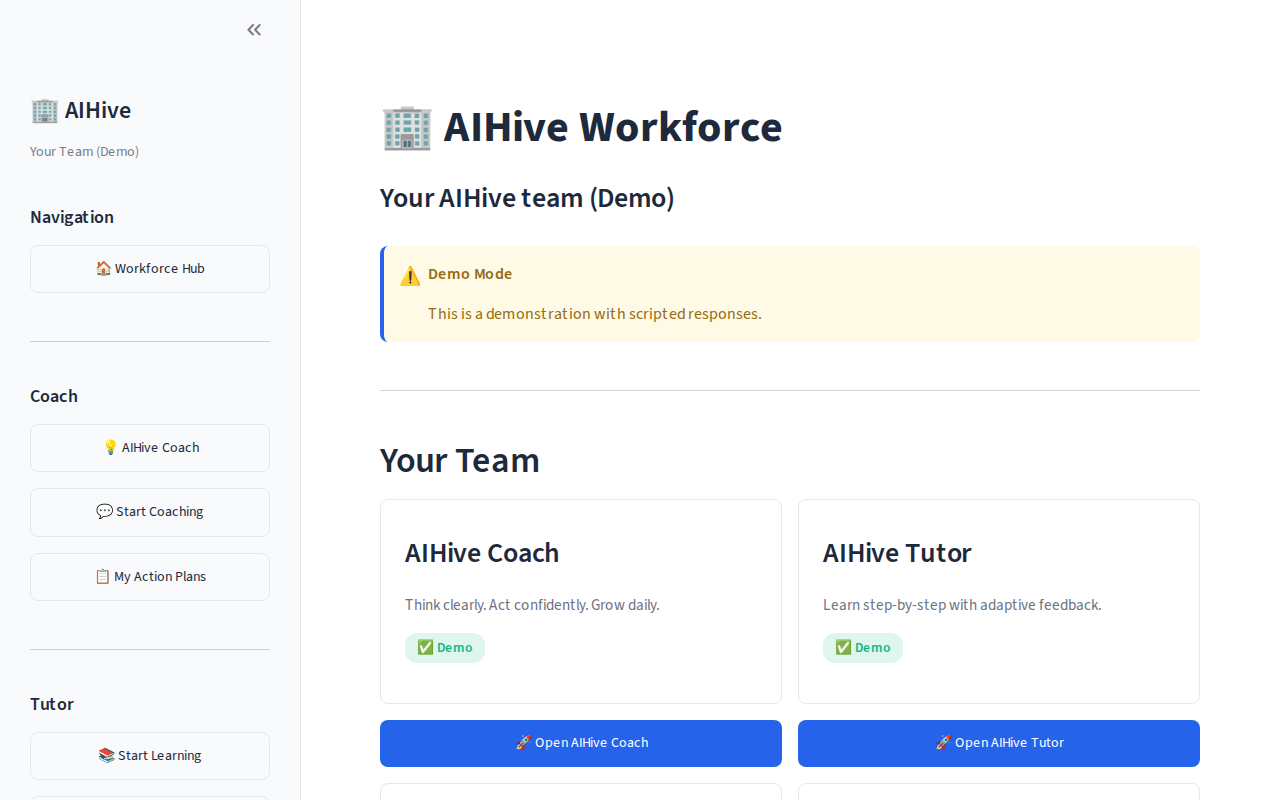 AIHive
Your Team (Demo)
Navigation
🏠 Workforce Hub
Coach
💡 AIHive Coach
💬 Start Coaching
📋 My Action Plans
Tutor
📚 Start Learning
🏢 AIHive Workforce
Your AIHive team (Demo)
⚠️ Demo Mode
This is a demonstration with scripted responses.
Your Team
AIHive Coach
Think clearly. Act confidently. Grow daily.
✅ Demo
🚀 Open AIHive Coach
AIHive Tutor
Learn step-by-step with adaptive feedback.
✅ Demo
🚀 Open AIHive Tutor